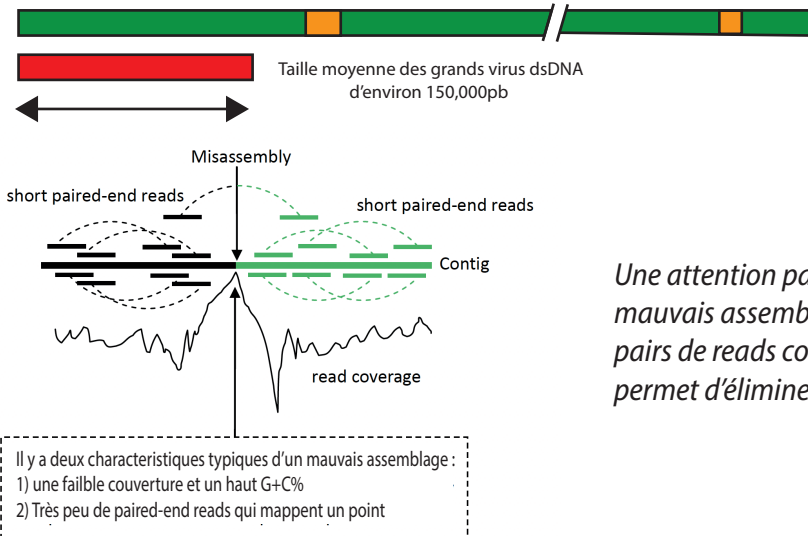 Taille moyenne des grands virus dsDNA
d'environ 150,000pb
Misassembly
short paired-end reads
short paired-end reads
Contig
read coverage
Une attention pa
mauvais assemb
pairs de reads co
permet d'élimine
Il y a deux characteristiques typiques d'un mauvais assemblage :
1) une failble couverture et un haut G+C%
2) Très peu de paired-end reads qui mappent un point